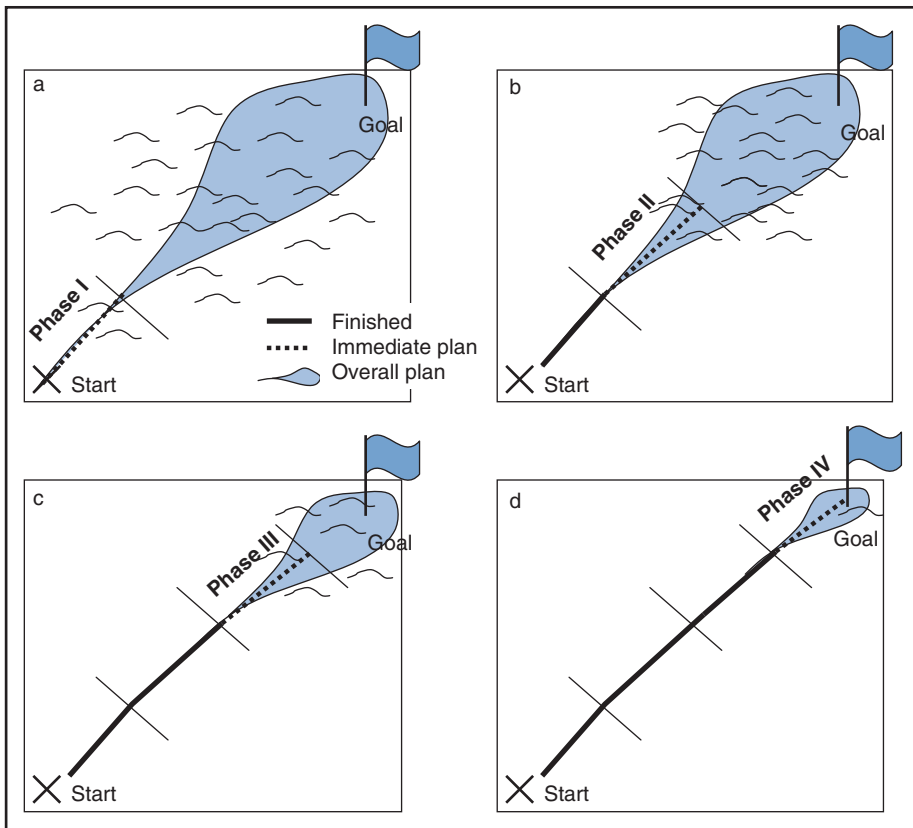 a
Goal
Phase I
Finished
Immediate plan
Overall plan
Start
b
Goal
Phase II
Start
c
Goal
Phase III
Start
d
Phase IV
Goal
Start